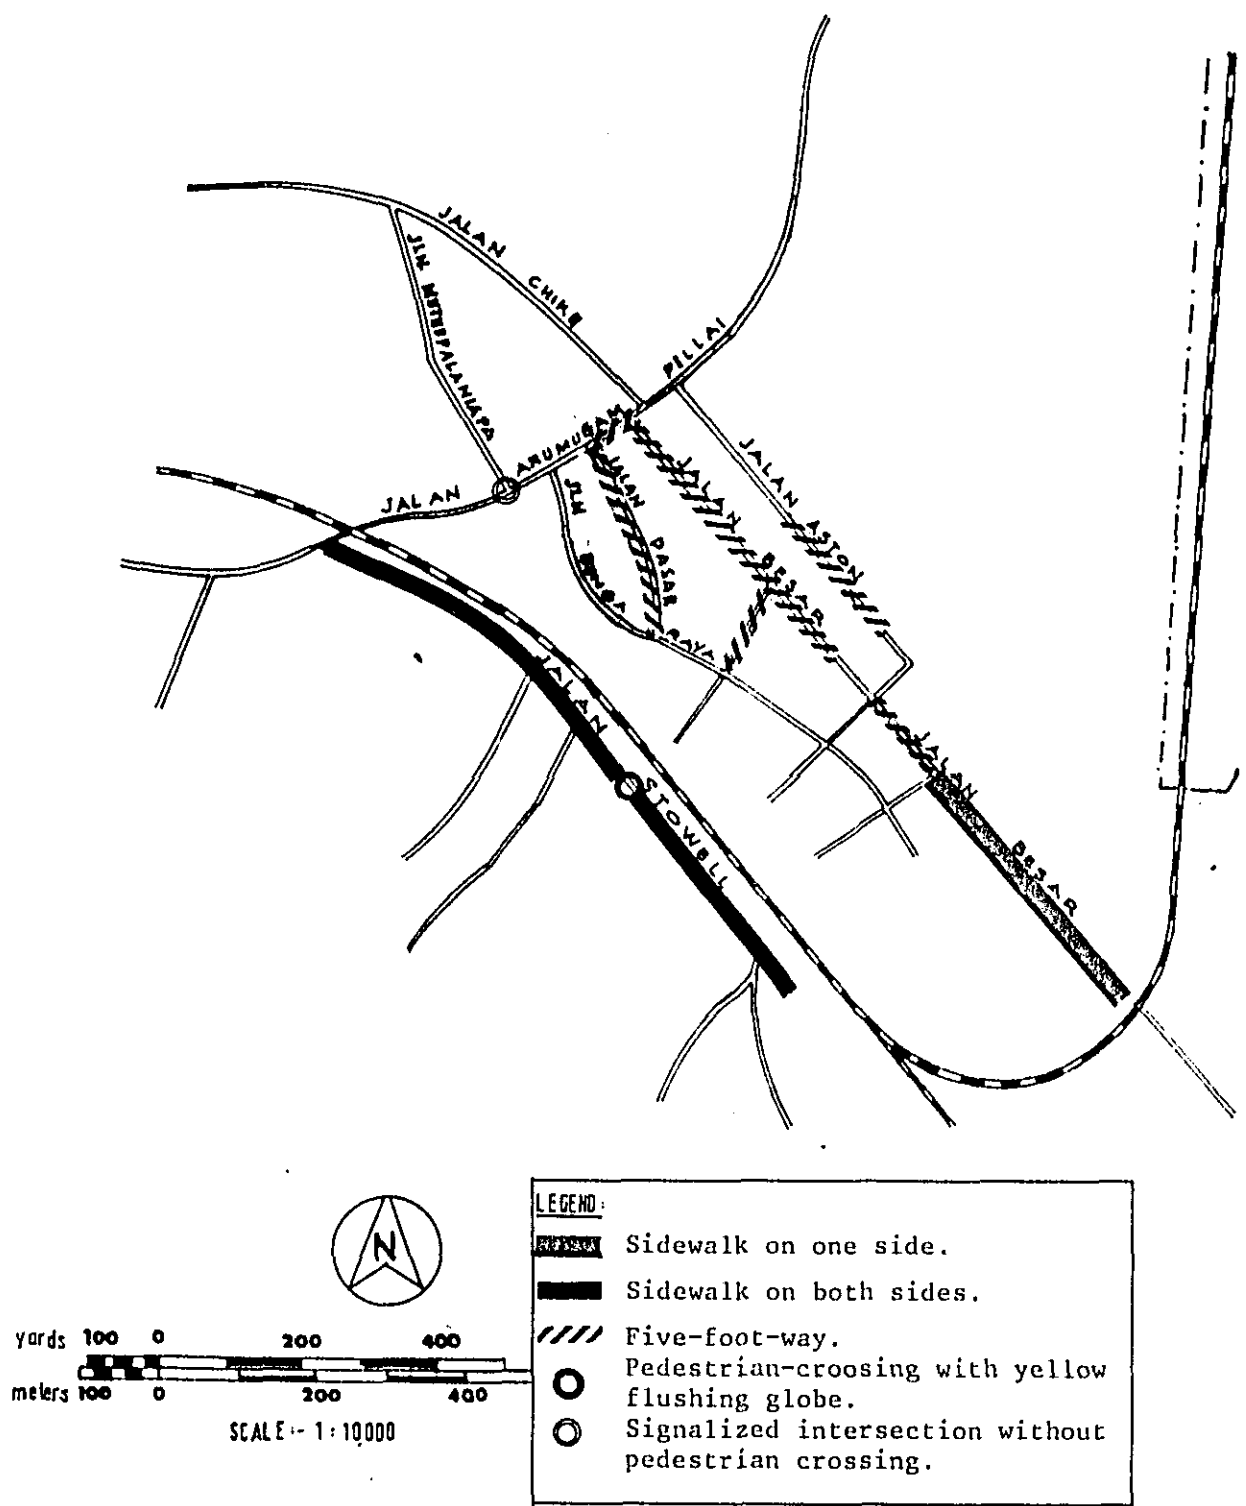 JALAN
CHIKE
JLN
PILLAI
ARUMUGAM
JALAN
JALAN ASTON
JALAN
BESAR
JALAN
PASAR
JLN
RAYA
JALAN
STOWELL
JALAN
BESAR
N
yards 100 0 200 400
meters 100 0 200 400
SCALE:- 1:10000
LEGEND:
Sidewalk on one side.
Sidewalk on both sides.
Five-foot-way.
Pedestrian-croosing with yellow
flushing globe.
Signalized intersection without
pedestrian crossing.